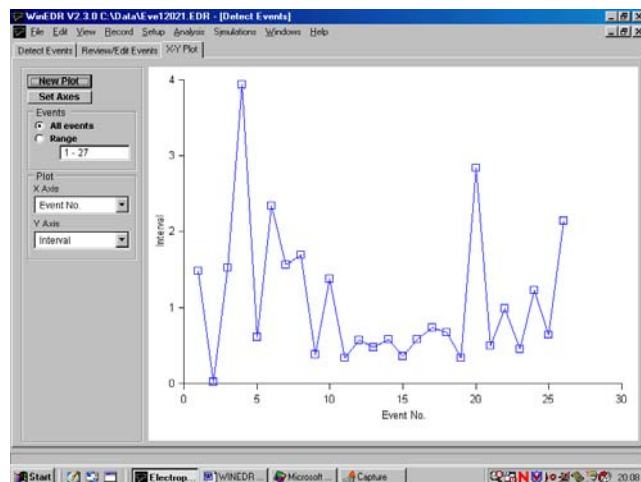 WinEDR V2.3.0 C:\Data\Eve12021.EDR - [Detect Events]
File Edit View Record Setup Analysis Simulations Windows Help
Detect Events Review/Edit Events X-Y Plot
New Plot
Set Axes
Events
All events
Range
1 - 27
Plot
X Axis
Event No.
Y Axis
Interval
4
3
2
1
0
Interval
0 5 10 15 20 25 30
Event No.
Start Electrop... WINEDR ... Microsoft ... Capture 20:08